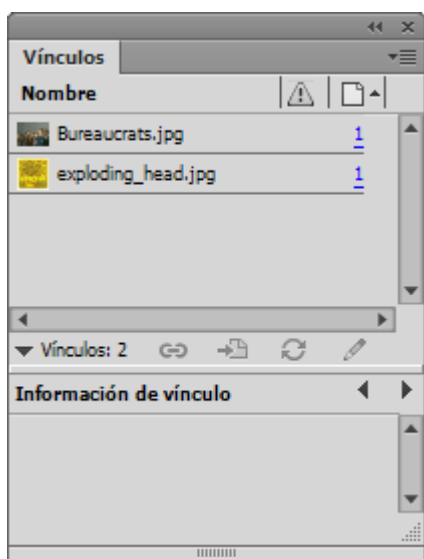 Vínculos
Nombre
Bureaucrats.jpg 1
exploding_head.jpg 1
Vínculos: 2
Información de vínculo